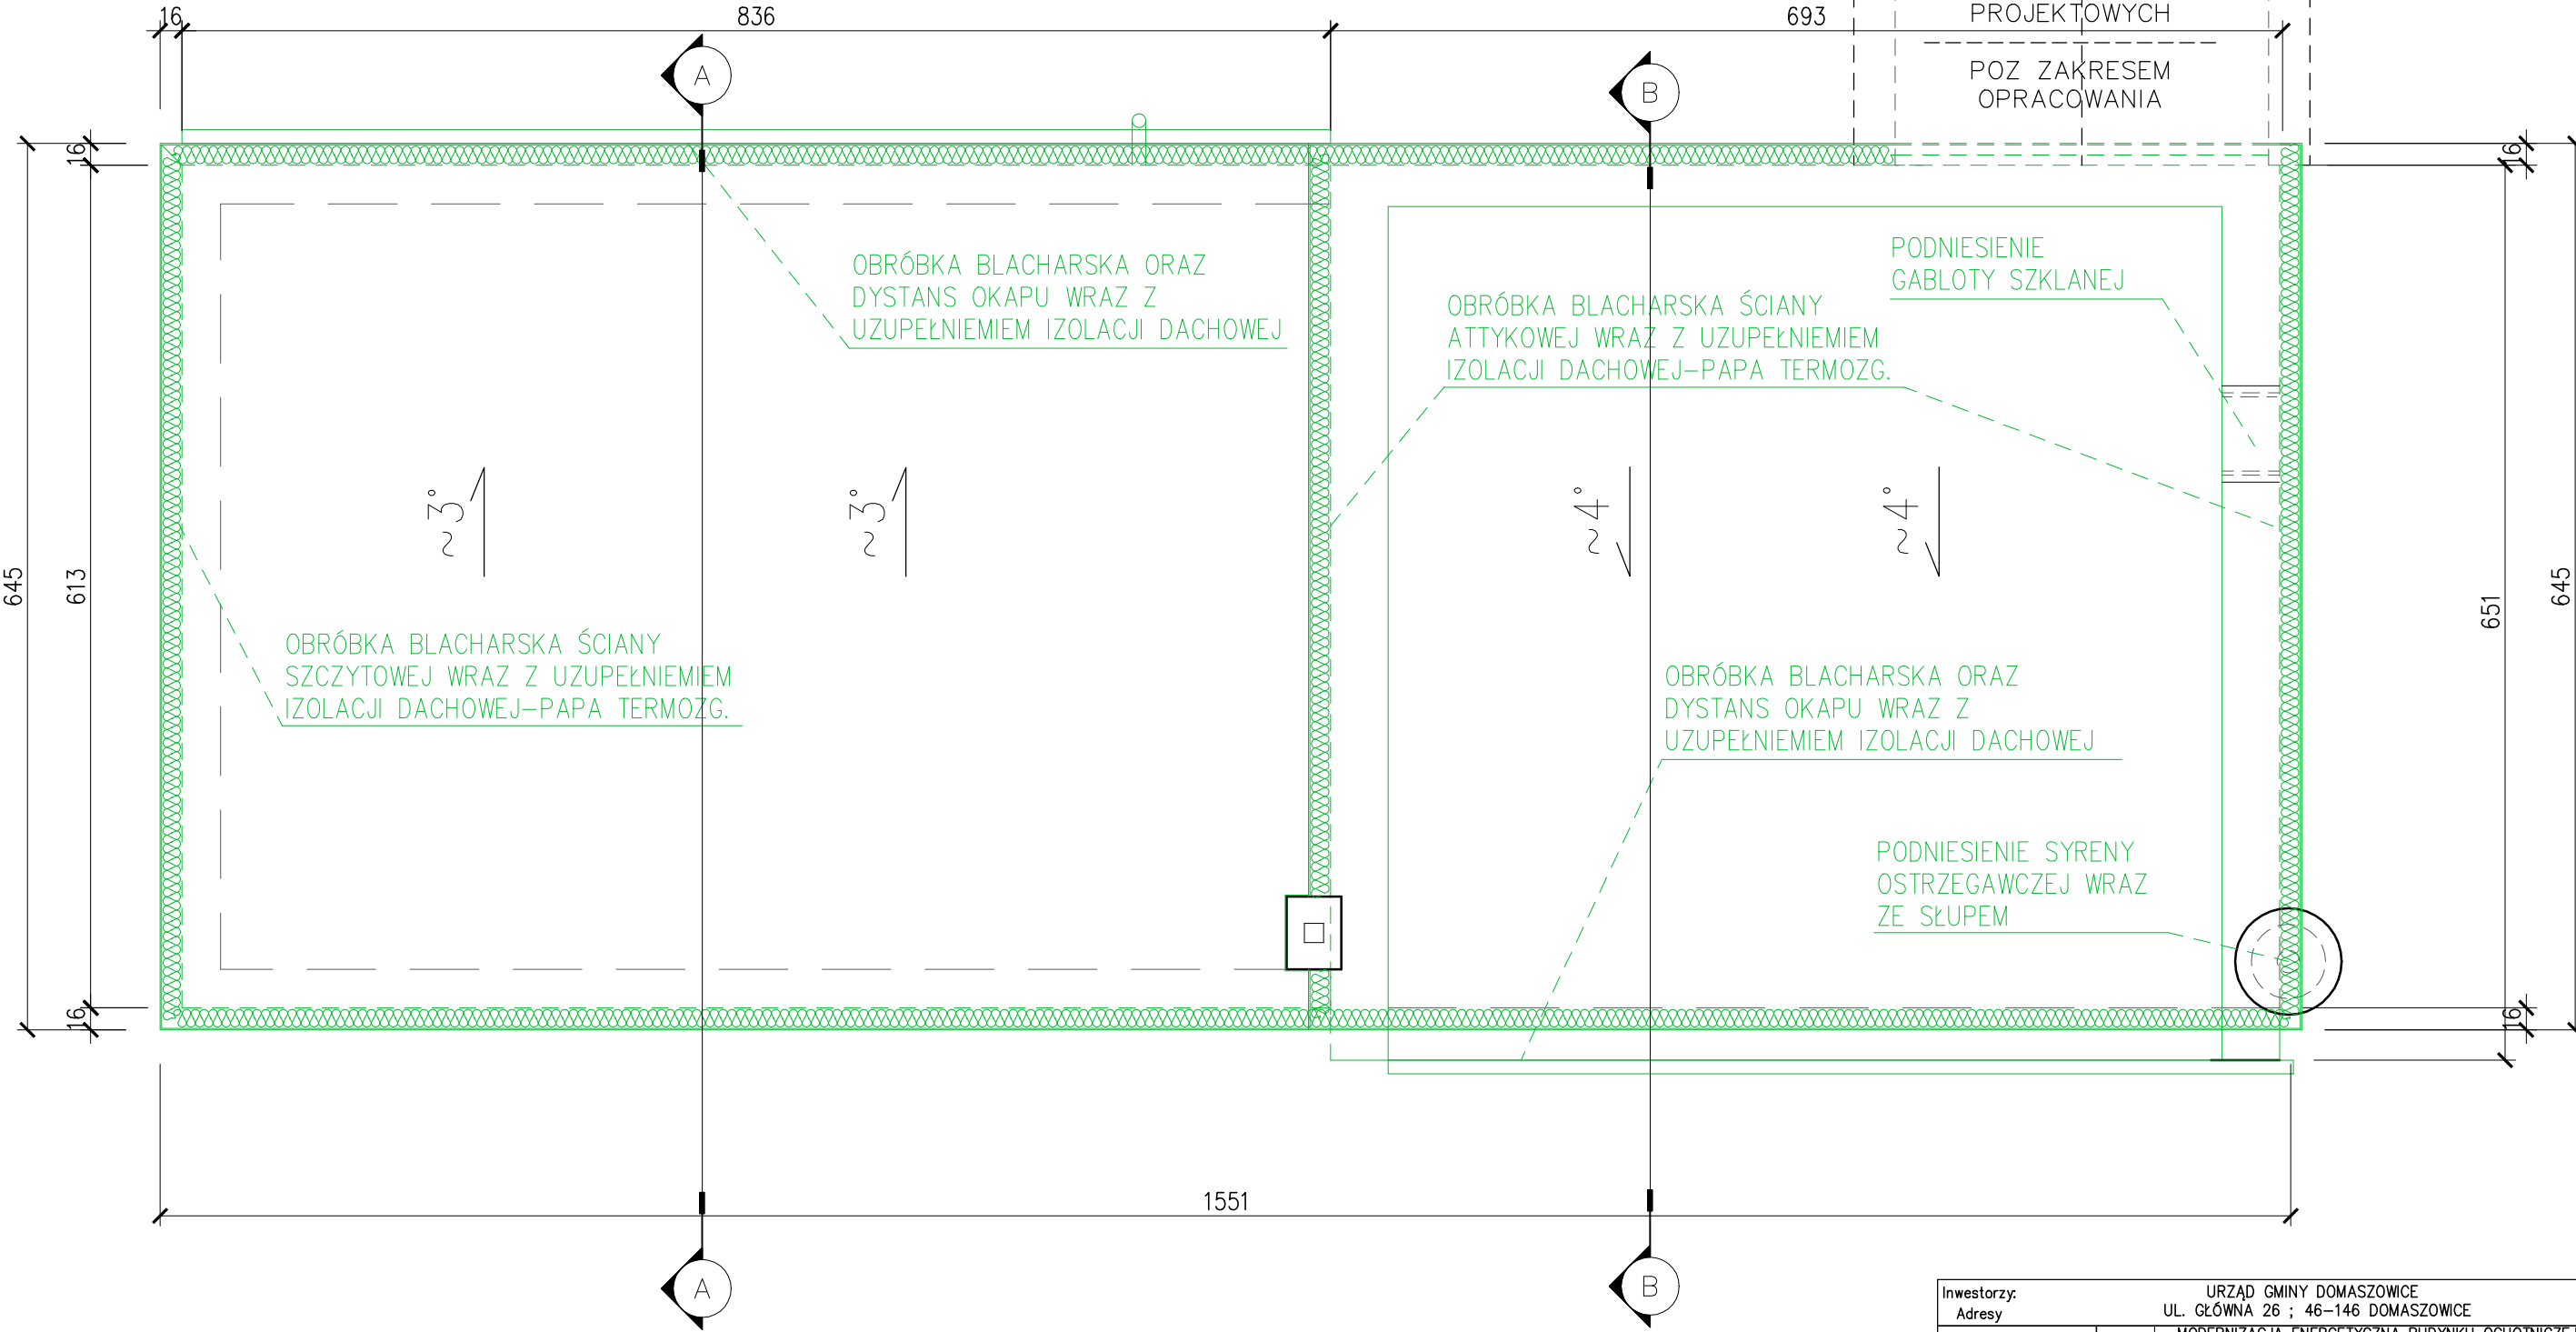 16
836
693
PROJEKTOWYCH
POZ ZAKRESEM
OPRACOWANIA
A
B
16
16
PODNIESIENIE
GABLOTY SZKLANEJ
OBRÓBKA BLACHARSKA ORAZ
DYSTANS OKAPU WRAZ Z
UZUPEŁNIEMIEM IZOLACJI DACHOWEJ
OBRÓBKA BLACHARSKA ŚCIANY
ATTYKOWEJ WRAZ Z UZUPEŁNIEMIEM
IZOLACJI DACHOWEJ-PAPA TERMOZG.
~3°
~3°
~4°
~4°
645
613
651
645
OBRÓBKA BLACHARSKA ŚCIANY
SZCZYTOWEJ WRAZ Z UZUPEŁNIEMIEM
IZOLACJI DACHOWEJ-PAPA TERMOZG.
OBRÓBKA BLACHARSKA ORAZ
DYSTANS OKAPU WRAZ Z
UZUPEŁNIEMIEM IZOLACJI DACHOWEJ
PODNIESIENIE SYRENY
OSTRZEGAWCZEJ WRAZ
ZE SŁUPEM
16
16
1551
A
B
Inwestorzy: URZĄD GMINY DOMASZOWICE
Adresy UL. GŁÓWNA 26 ; 46-146 DOMASZOWICE
MODERNIZACJA ENERGETYCZNA BUDYNKU